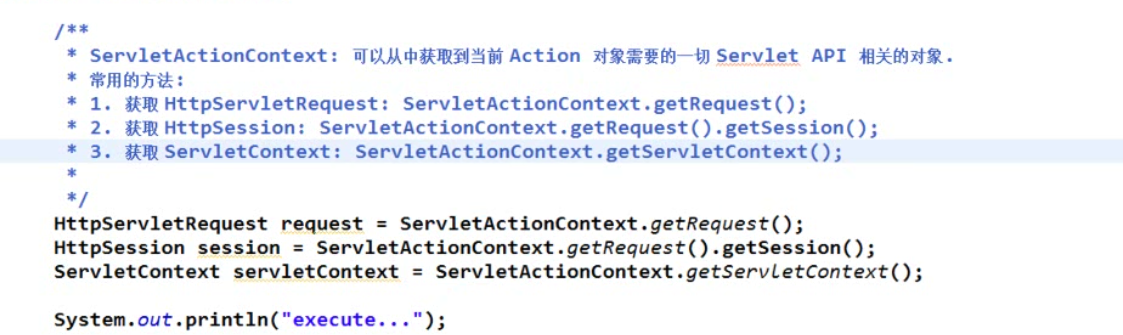 /**
* ServletActionContext: 可以从中获取到当前 Action 对象需要的一切 Servlet API 相关的对象.
* 常用的方法:
* 1. 获取 HttpServletRequest: ServletActionContext.getRequest();
* 2. 获取 HttpSession: ServletActionContext.getRequest().getSession();
* 3. 获取 ServletContext: ServletActionContext.getServletContext();
*
*/
HttpServletRequest request = ServletActionContext.getRequest();
HttpSession session = ServletActionContext.getRequest().getSession();
ServletContext servletContext = ServletActionContext.getServletContext();
System.out.println("execute...");